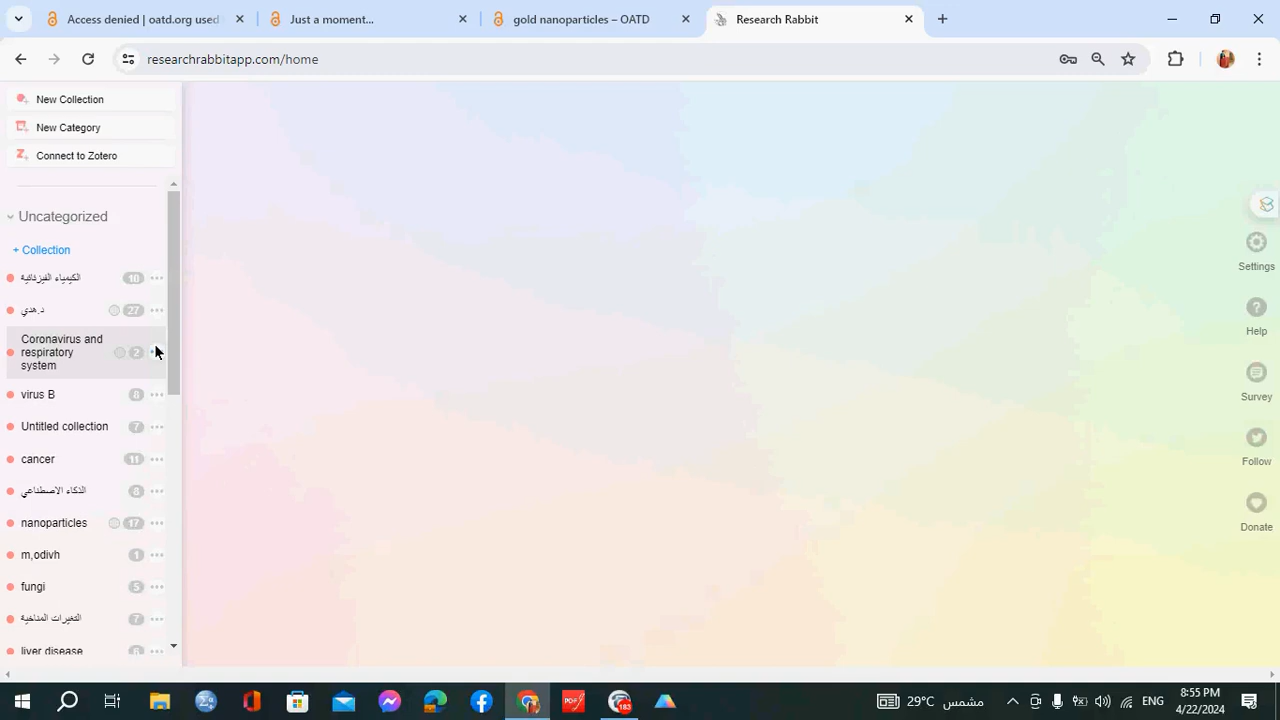 Access denied | oatd.org used
Just a moment...
gold nanoparticles – OATD
Research Rabbit
researchrabbitapp.com/home
New Collection
New Category
Connect to Zotero
Uncategorized
+ Collection
الكيمياء الفيزيائية 10
د.هدي 27
Coronavirus and
respiratory 2
system
virus B 8
Untitled collection 7
cancer 11
الذكاء الاصطناعي 8
nanoparticles 17
m,odivh 1
fungi 5
التغيرات المناخية 7
liver disease 6
Settings
Help
Survey
Follow
Donate
183
29°C مشمس
ENG
8:55 PM
4/22/2024